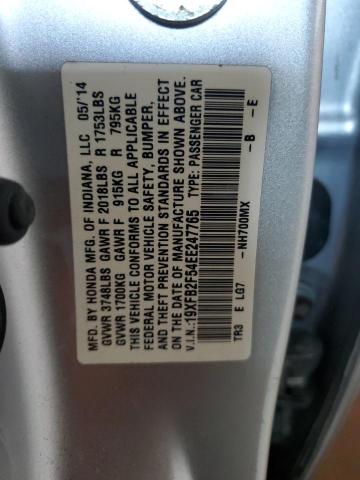 MFD. BY HONDA MFG. OF INDIANA, LLC 05/'14
GVWR 3748LBS GAWR F 2018LBS R 1753LBS
GVWR 1700KG GAWR F 915KG R 795KG
THIS VEHICLE CONFORMS TO ALL APPLICABLE
FEDERAL MOTOR VEHICLE SAFETY, BUMPER,
AND THEFT PREVENTION STANDARDS IN EFFECT
ON THE DATE OF MANUFACTURE SHOWN ABOVE.
V.I.N.:19XFB2F54EE247765 TYPE: PASSENGER CAR
TR3 E LG7 -NH700MX -B -E